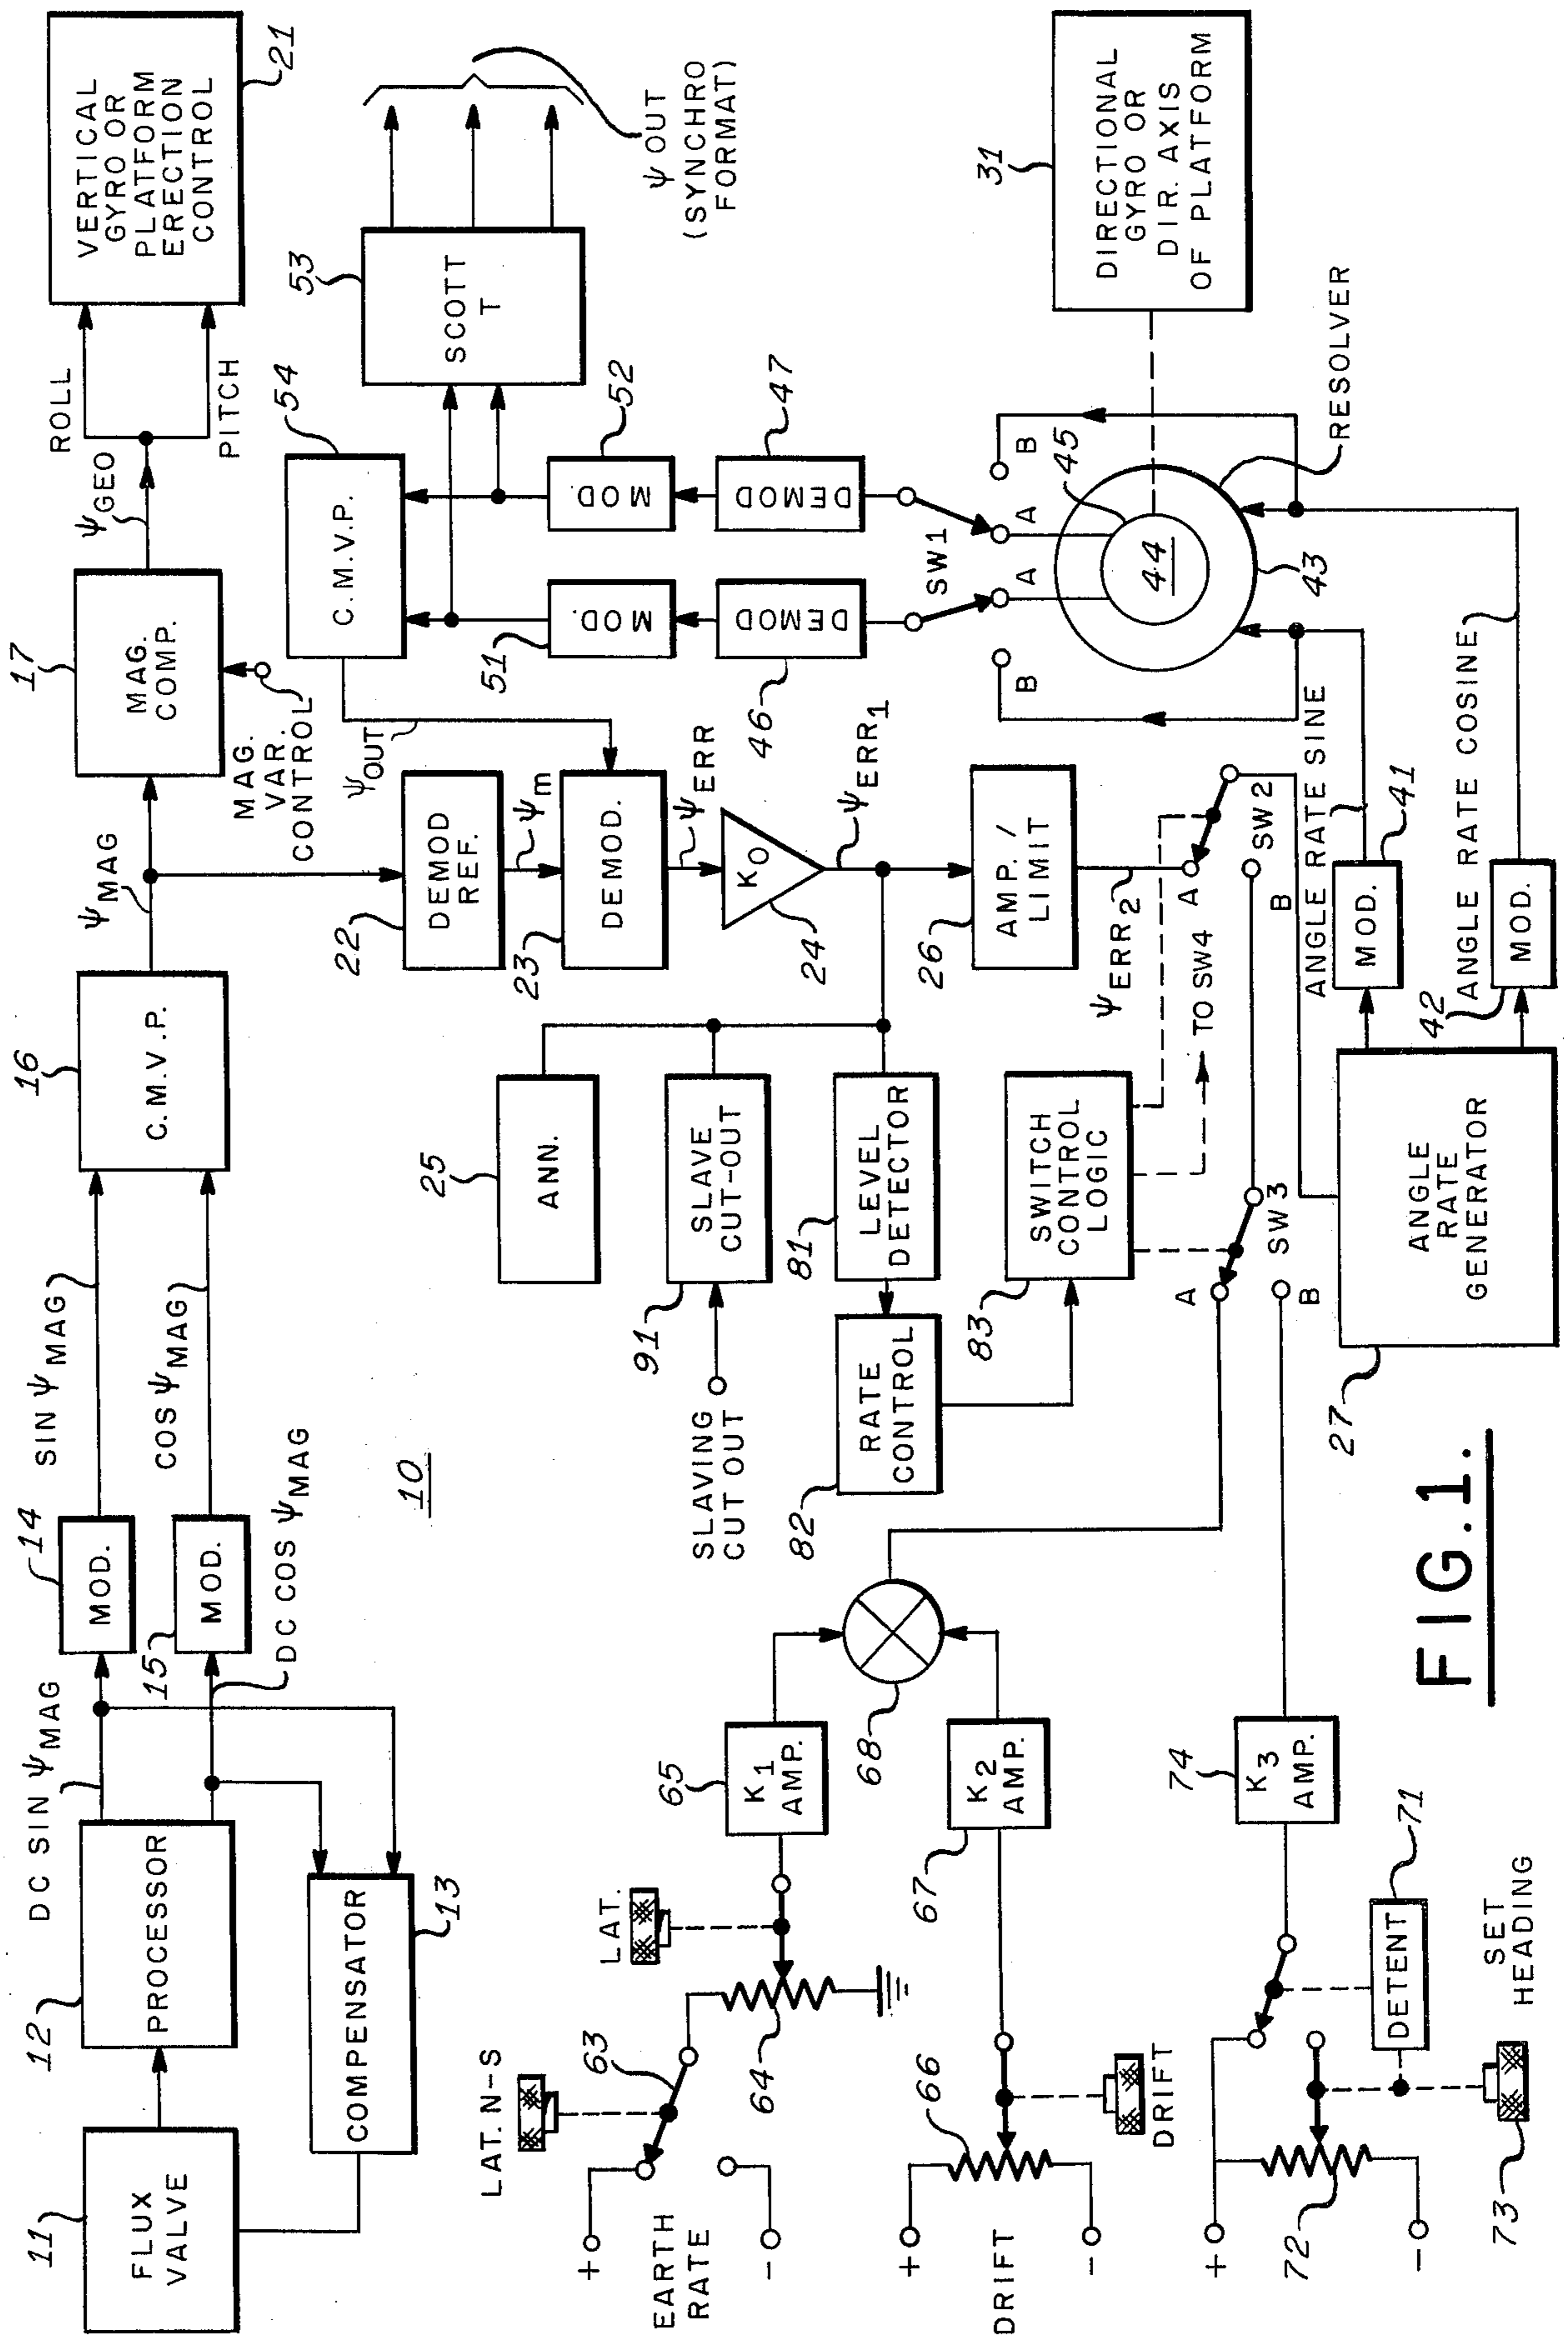 11
FLUX
VALVE
12
PROCESSOR
COMPENSATOR
13
DC SIN ψMAG
14
MOD.
15
MOD.
DC COS ψMAG
SIN ψMAG
COS ψMAG
16
C.M.V.P.
ψMAG
17
MAG.
COMP.
MAG.
VAR.
CONTROL
ψGEO
ROLL
PITCH
VERTICAL
GYRO OR
PLATFORM
ERECTION
CONTROL
21
10
22
DEMOD
REF.
ψm
23
DEMOD.
ψOUT
ψERR
KO
24
ψERR1
54
C.M.V.P.
53
SCOTT
T
ψ OUT
(SYNCHRO
FORMAT)
51
MOD.
52
MOD.
46
DEMOD
47
DEMOD
SW1
A
A
B
B
44
45
43
RESOLVER
31
DIRECTIONAL
GYRO OR
DIR. AXIS
OF PLATFORM
25
ANN.
SLAVING
CUT OUT
91
SLAVE
CUT-OUT
81
LEVEL
DETECTOR
82
RATE
CONTROL
83
SWITCH
CONTROL
LOGIC
TO SW4
26
AMP./
LIMIT
ψERR2
A
SW2
B
A
SW3
B
27
ANGLE
RATE
GENERATOR
41
MOD.
42
MOD.
ANGLE RATE SINE
ANGLE RATE COSINE
LAT. N-S
63
+
EARTH
RATE
-
LAT.
64
65
K1
AMP.
68
+
DRIFT
-
66
DRIFT
67
K2
AMP.
+
72
-
73
SET
HEADING
DETENT
71
74
K3
AMP.
FIG. 1.